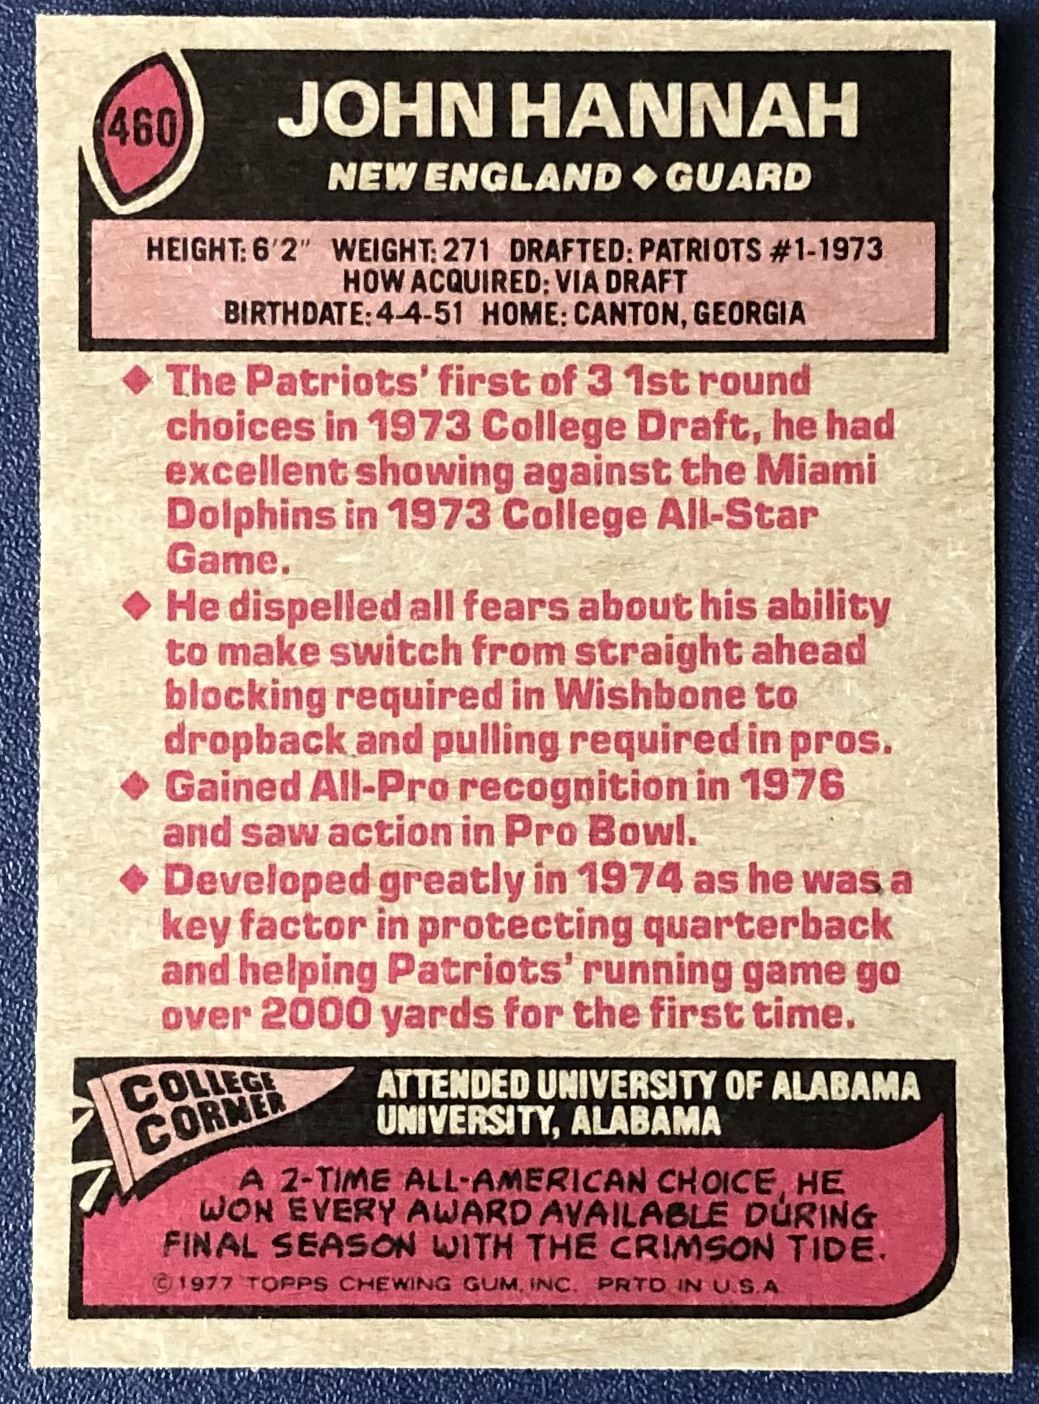 460
JOHN HANNAH
NEW ENGLAND ◆ GUARD
HEIGHT: 6'2" WEIGHT: 271 DRAFTED: PATRIOTS #1-1973
HOW ACQUIRED: VIA DRAFT
BIRTHDATE: 4-4-51 HOME: CANTON, GEORGIA
◆ The Patriots' first of 3 1st round
choices in 1973 College Draft, he had
excellent showing against the Miami
Dolphins in 1973 College All-Star
Game.
◆ He dispelled all fears about his ability
to make switch from straight ahead
blocking required in Wishbone to
dropback and pulling required in pros.
◆ Gained All-Pro recognition in 1976
and saw action in Pro Bowl.
◆ Developed greatly in 1974 as he was a
key factor in protecting quarterback
and helping Patriots' running game go
over 2000 yards for the first time.
COLLEGE
CORNER
ATTENDED UNIVERSITY OF ALABAMA
UNIVERSITY, ALABAMA
A 2-TIME ALL-AMERICAN CHOICE, HE
WON EVERY AWARD AVAILABLE DURING
FINAL SEASON WITH THE CRIMSON TIDE.
©1977 TOPPS CHEWING GUM, INC. PRTD IN U.S.A.